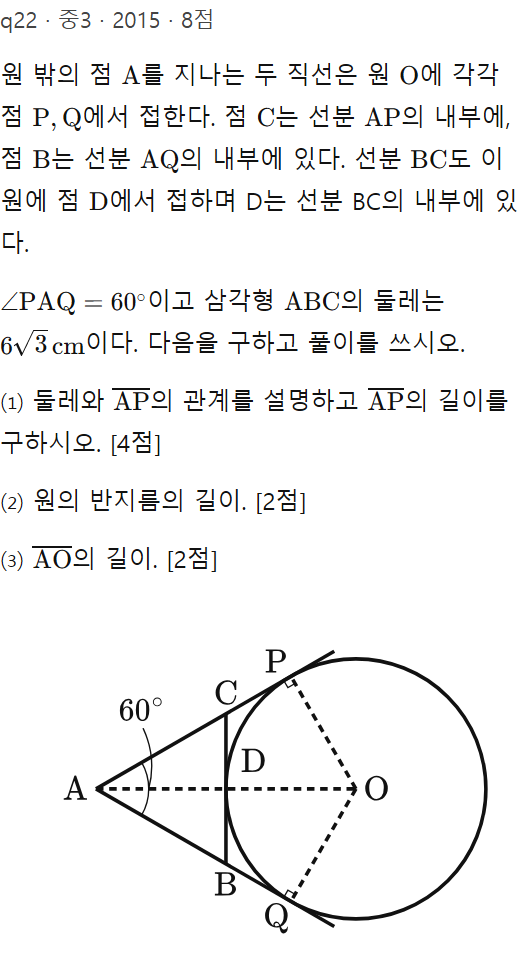 q22 · 중3 · 2015 · 8점
원 밖의 점 A를 지나는 두 직선은 원 O에 각각
점 P, Q에서 접한다. 점 C는 선분 AP의 내부에,
점 B는 선분 AQ의 내부에 있다. 선분 BC도 이
원에 점 D에서 접하며 D는 선분 BC의 내부에 있
다.
∠PAQ = 60°이고 삼각형 ABC의 둘레는
6√3 cm이다. 다음을 구하고 풀이를 쓰시오.
⑴ 둘레와 A̅P̅의 관계를 설명하고 A̅P̅의 길이를
구하시오. [4점]
⑵ 원의 반지름의 길이. [2점]
⑶ A̅O̅의 길이. [2점]
P
C
60°
D
A
O
B
Q